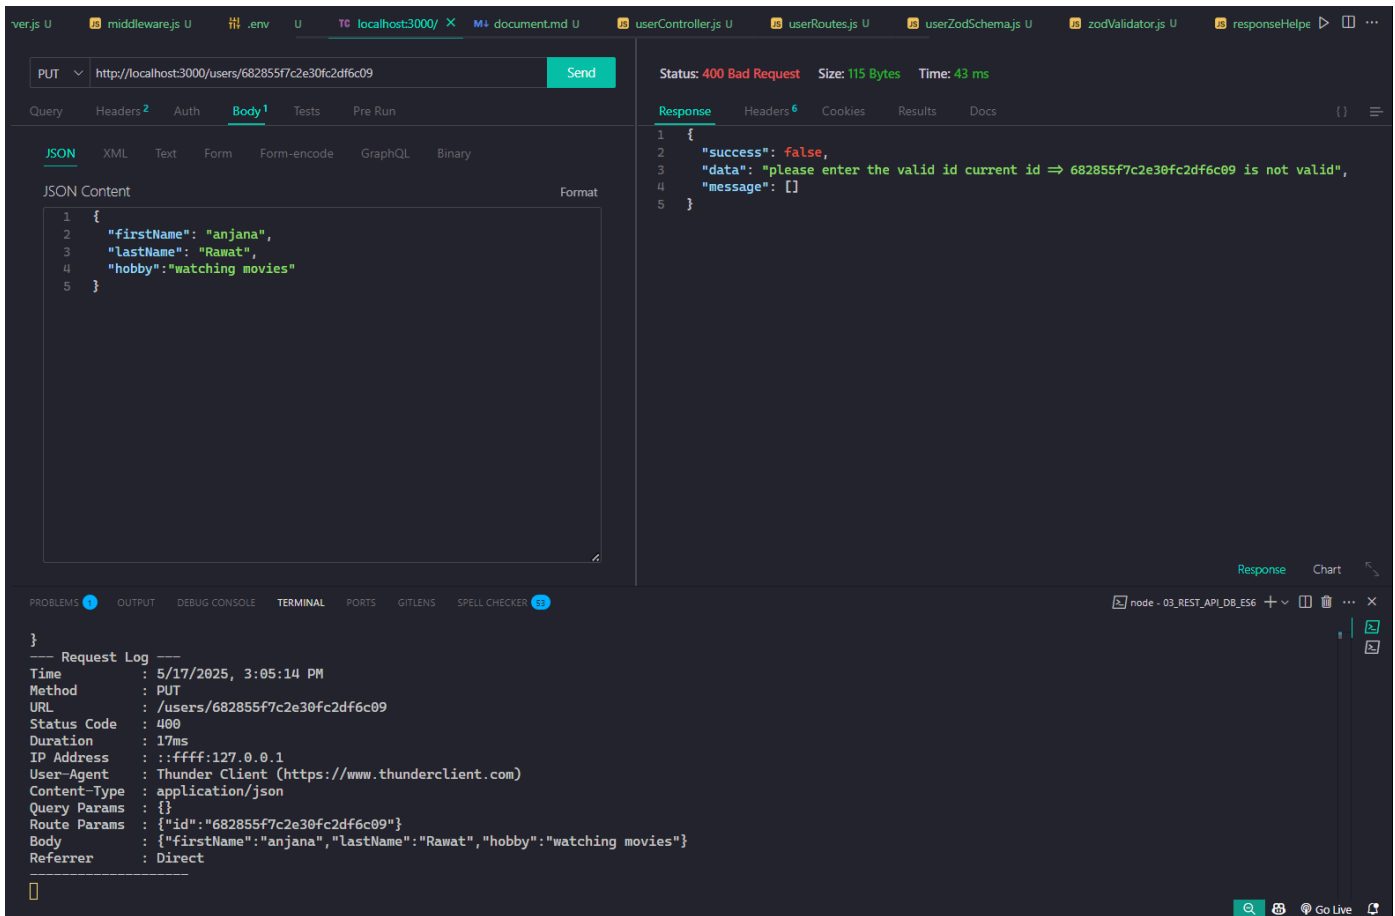 ver.js U JS middleware.js U .env U TC localhost:3000/ × M↓ document.md U JS userController.js U JS userRoutes.js U JS userZodSchema.js U JS zodValidator.js U JS responseHelpe ···
PUT http://localhost:3000/users/682855f7c2e30fc2df6c09 Send
Query Headers 2 Auth Body 1 Tests Pre Run
JSON XML Text Form Form-encode GraphQL Binary
JSON Content Format
1 {
2 "firstName": "anjana",
3 "lastName": "Rawat",
4 "hobby":"watching movies"
5 }
Status: 400 Bad Request Size: 115 Bytes Time: 43 ms
Response Headers 6 Cookies Results Docs { }
1 {
2 "success": false,
3 "data": "please enter the valid id current id => 682855f7c2e30fc2df6c09 is not valid",
4 "message": []
5 }
Response Chart
PROBLEMS 1 OUTPUT DEBUG CONSOLE TERMINAL PORTS GITLENS SPELL CHECKER 53 node - 03_REST_API_DB_ES6 + ··· ×
}
--- Request Log ---
Time : 5/17/2025, 3:05:14 PM
Method : PUT
URL : /users/682855f7c2e30fc2df6c09
Status Code : 400
Duration : 17ms
IP Address : ::ffff:127.0.0.1
User-Agent : Thunder Client (https://www.thunderclient.com)
Content-Type : application/json
Query Params : {}
Route Params : {"id":"682855f7c2e30fc2df6c09"}
Body : {"firstName":"anjana","lastName":"Rawat","hobby":"watching movies"}
Referrer : Direct
--------------------
Go Live